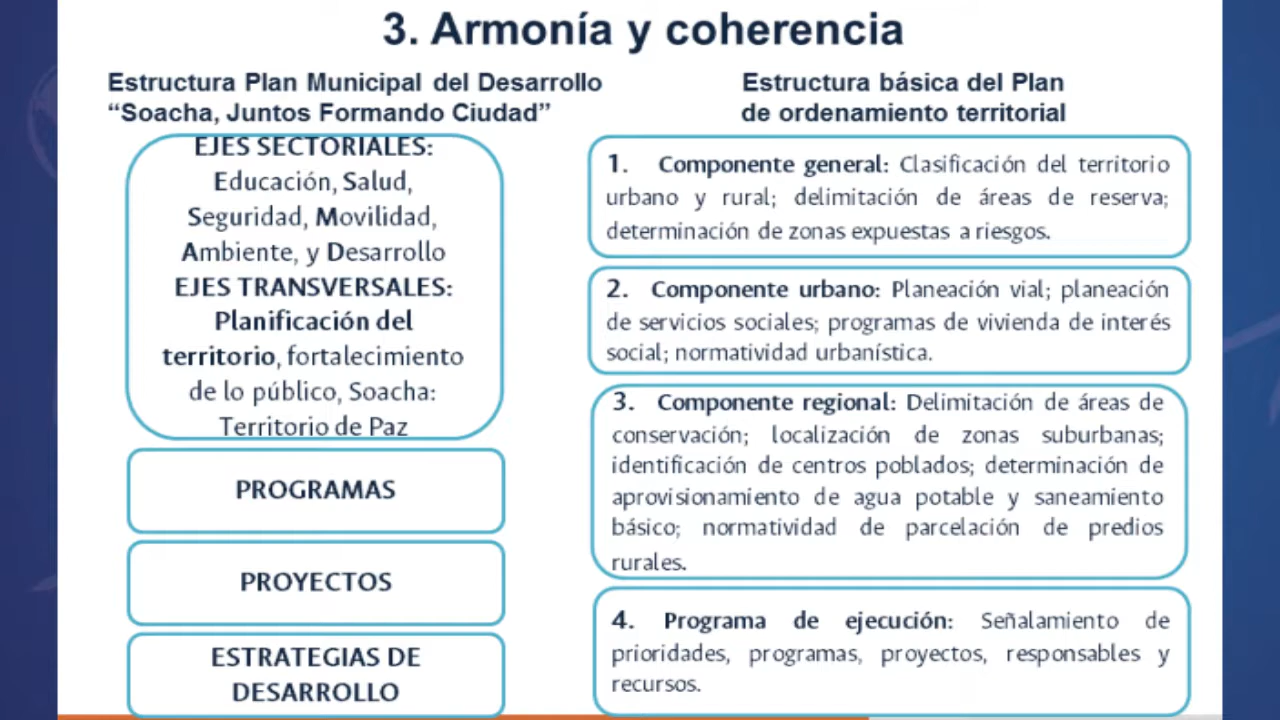 3. Armonía y coherencia
Estructura Plan Municipal del Desarrollo
“Soacha, Juntos Formando Ciudad”
EJES SECTORIALES:
Educación, Salud,
Seguridad, Movilidad,
Ambiente, y Desarrollo
EJES TRANSVERSALES:
Planificación del
territorio, fortalecimiento
de lo público, Soacha:
Territorio de Paz
PROGRAMAS
PROYECTOS
ESTRATEGIAS DE
DESARROLLO
Estructura básica del Plan
de ordenamiento territorial
1. Componente general: Clasificación del territorio
urbano y rural; delimitación de áreas de reserva;
determinación de zonas expuestas a riesgos.
2. Componente urbano: Planeación vial; planeación
de servicios sociales; programas de vivienda de interés
social; normatividad urbanística.
3. Componente regional: Delimitación de áreas de
conservación; localización de zonas suburbanas;
identificación de centros poblados; determinación de
aprovisionamiento de agua potable y saneamiento
básico; normatividad de parcelación de predios
rurales.
4. Programa de ejecución: Señalamiento de
prioridades, programas, proyectos, responsables y
recursos.